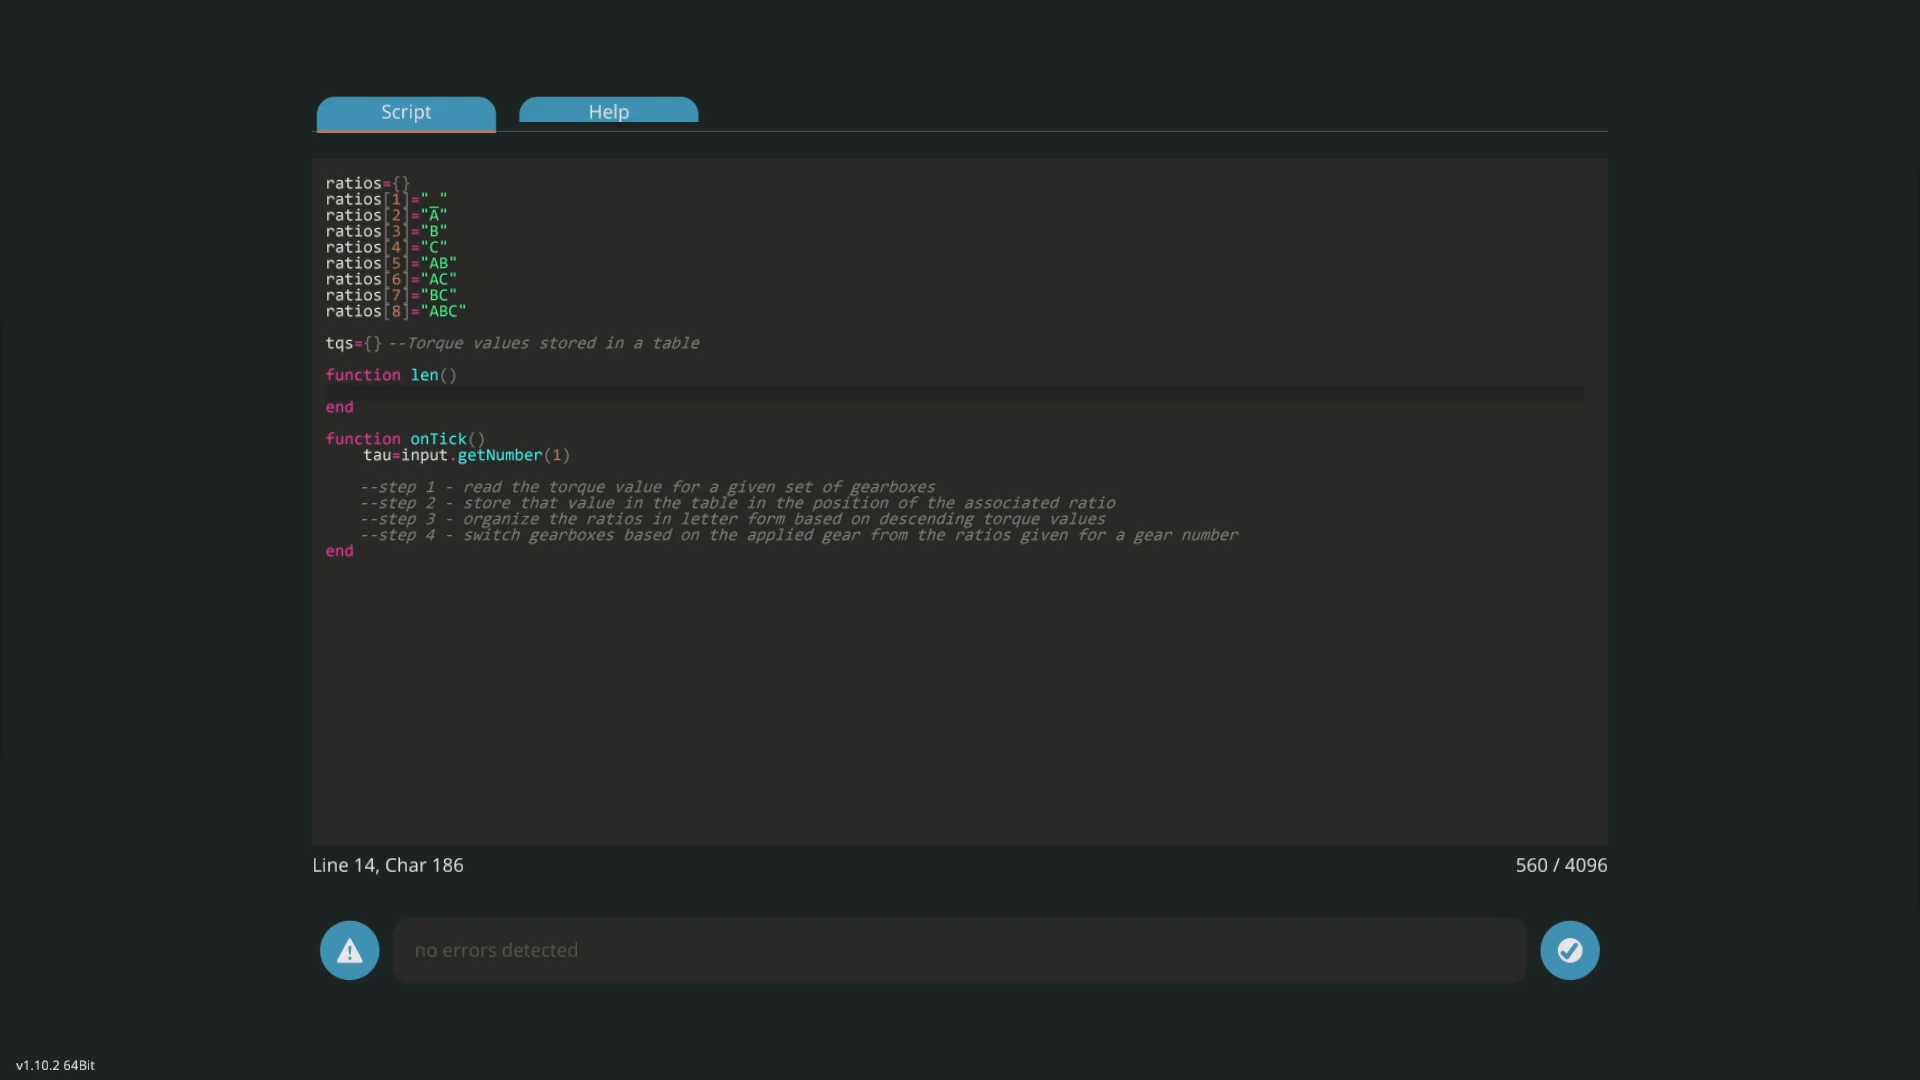 Script
Help
ratios={}
ratios[1]="_"
ratios[2]="A"
ratios[3]="B"
ratios[4]="C"
ratios[5]="AB"
ratios[6]="AC"
ratios[7]="BC"
ratios[8]="ABC"
tqs={} --Torque values stored in a table
function len()
end
function onTick()
tau=input.getNumber(1)
--step 1 - read the torque value for a given set of gearboxes
--step 2 - store that value in the table in the position of the associated ratio
--step 3 - organize the ratios in letter form based on descending torque values
--step 4 - switch gearboxes based on the applied gear from the ratios given for a gear number
end
Line 14, Char 186
560 / 4096
no errors detected
v1.10.2 64Bit